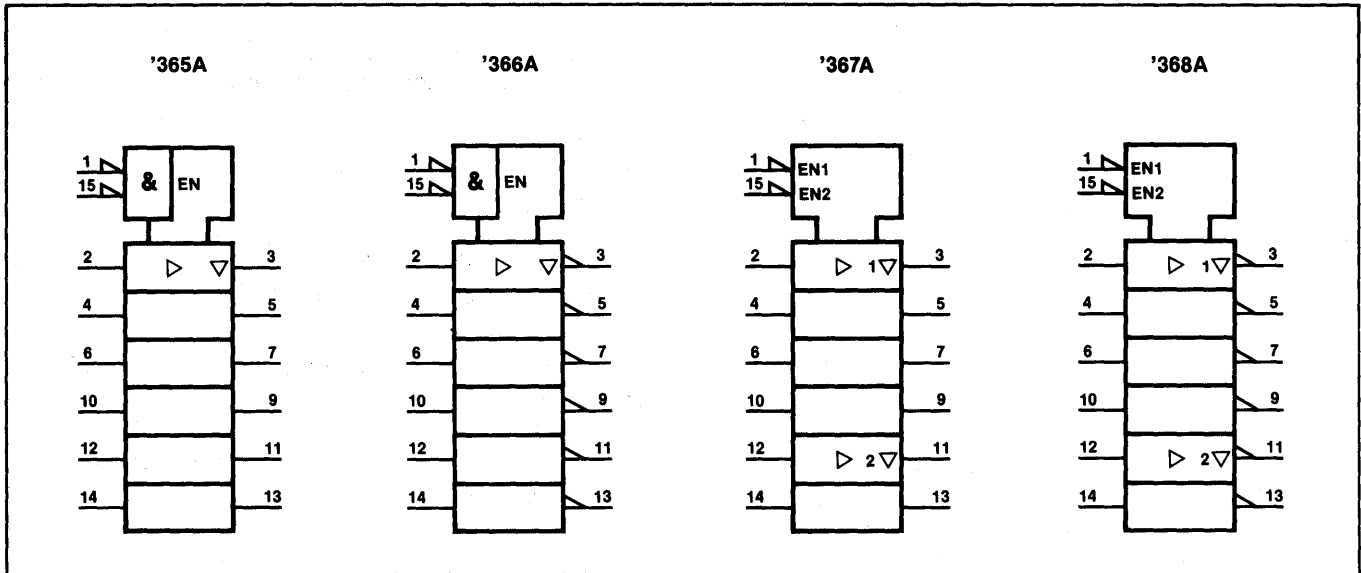 '365A '366A '367A '368A
1 1 1 1
& EN & EN EN1 EN1
15 15 15 EN2 15 EN2
2 3 2 3 2 1 3 2 1 3
4 5 4 5 4 5 4 5
6 7 6 7 6 7 6 7
10 9 10 9 10 9 10 9
12 11 12 11 12 2 11 12 2 11
14 13 14 13 14 13 14 13